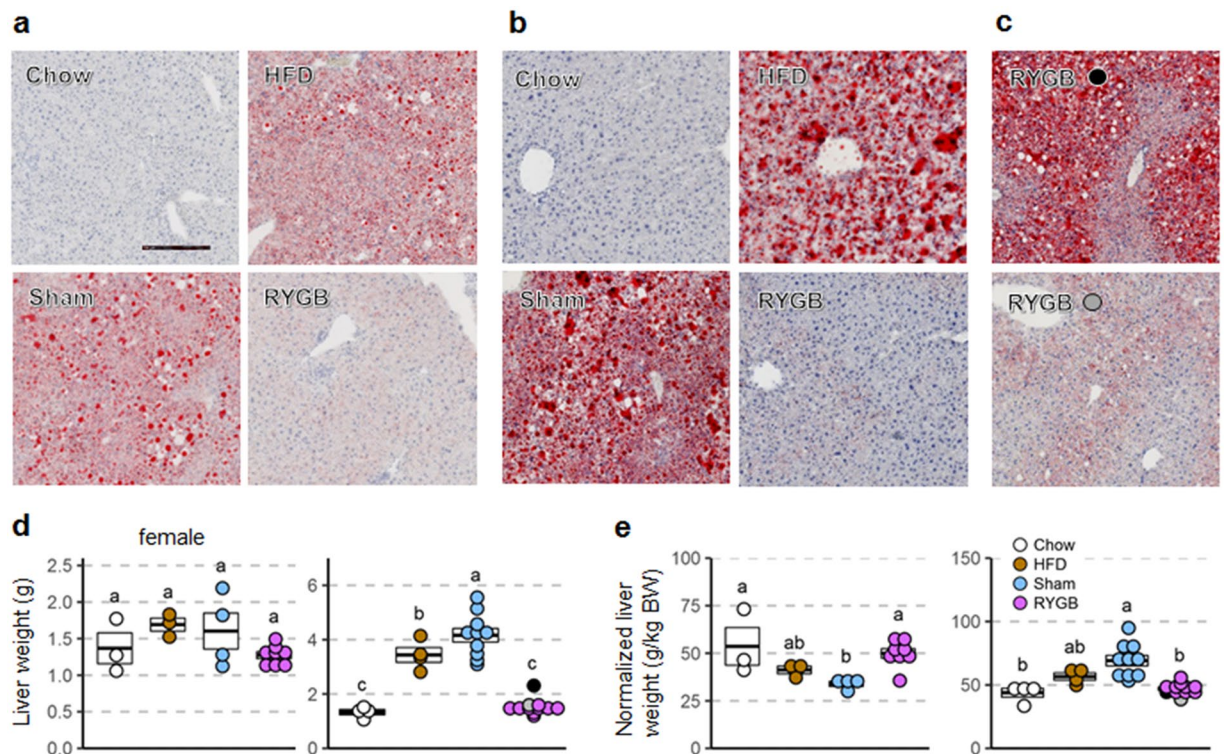 a
b
c
Chow
HFD
Chow
HFD
RYGB
Sham
RYGB
Sham
RYGB
RYGB
d
female
e
Liver weight (g)
2.5
2.0
1.5
1.0
0.5
0.0
a
a
a
a
6
4
2
0
c
b
a
c
Normalized liver
weight (g/kg BW)
100
75
50
25
0
a
ab
b
a
150
100
50
0
Chow
HFD
Sham
RYGB
b
ab
a
b